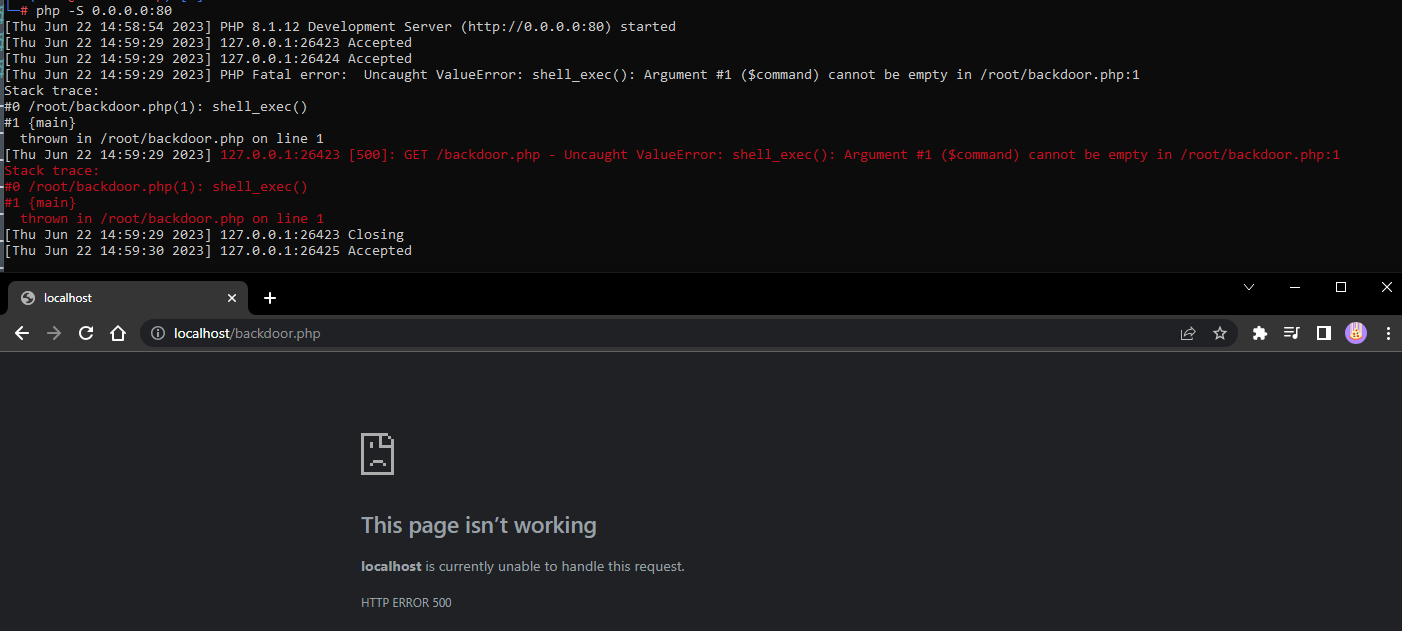 └─# php -S 0.0.0.0:80
[Thu Jun 22 14:58:54 2023] PHP 8.1.12 Development Server (http://0.0.0.0:80) started
[Thu Jun 22 14:59:29 2023] 127.0.0.1:26423 Accepted
[Thu Jun 22 14:59:29 2023] 127.0.0.1:26424 Accepted
[Thu Jun 22 14:59:29 2023] PHP Fatal error:  Uncaught ValueError: shell_exec(): Argument #1 ($command) cannot be empty in /root/backdoor.php:1
Stack trace:
#0 /root/backdoor.php(1): shell_exec()
#1 {main}
  thrown in /root/backdoor.php on line 1
[Thu Jun 22 14:59:29 2023] 127.0.0.1:26423 [500]: GET /backdoor.php - Uncaught ValueError: shell_exec(): Argument #1 ($command) cannot be empty in /root/backdoor.php:1
Stack trace:
#0 /root/backdoor.php(1): shell_exec()
#1 {main}
  thrown in /root/backdoor.php on line 1
[Thu Jun 22 14:59:29 2023] 127.0.0.1:26423 Closing
[Thu Jun 22 14:59:30 2023] 127.0.0.1:26425 Accepted
localhost
localhost/backdoor.php
This page isn’t working
localhost is currently unable to handle this request.
HTTP ERROR 500